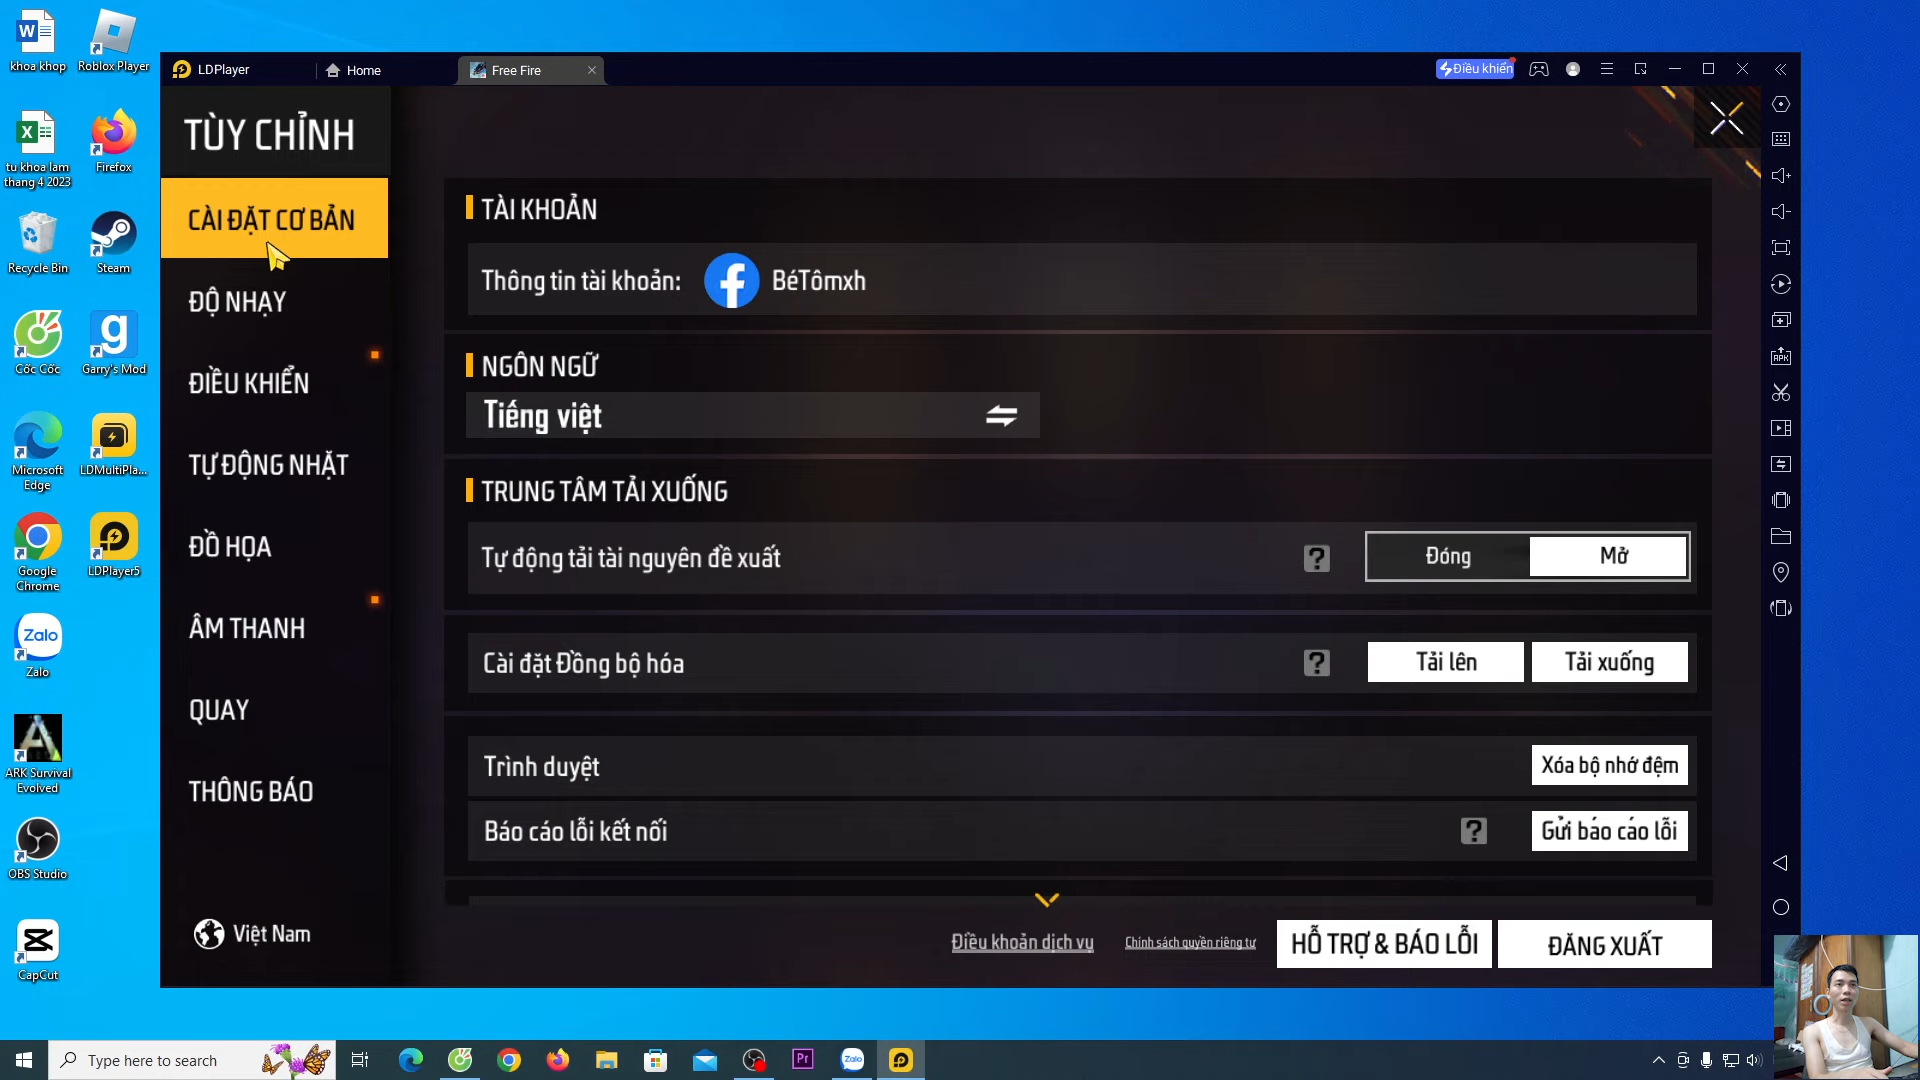 khoa khop
Roblox Player
tu khoa lam
thang 4 2023
Firefox
Recycle Bin
Steam
Cốc Cốc
Garry's Mod
Microsoft
Edge
LDMultiPla...
Google
Chrome
LDPlayer5
Zalo
Zalo
ARK Survival
Evolved
OBS Studio
CapCut
LDPlayer
Home
Free Fire
Điều khiển
TÙY CHỈNH
CÀI ĐẶT CƠ BẢN
ĐỘ NHẠY
ĐIỀU KHIỂN
TỰ ĐỘNG NHẶT
ĐỒ HỌA
ÂM THANH
QUAY
THÔNG BÁO
Việt Nam
TÀI KHOẢN
Thông tin tài khoản: BéTômxh
NGÔN NGỮ
Tiếng việt
TRUNG TÂM TẢI XUỐNG
Tự động tải tài nguyên đề xuất ? Đóng Mở
Cài đặt Đồng bộ hóa ? Tải lên Tải xuống
Trình duyệt Xóa bộ nhớ đệm
Báo cáo lỗi kết nối ? Gửi báo cáo lỗi
Điều khoản dịch vụ Chính sách quyền riêng tư HỖ TRỢ & BÁO LỖI ĐĂNG XUẤT
APK
Type here to search
Pr
Zalo